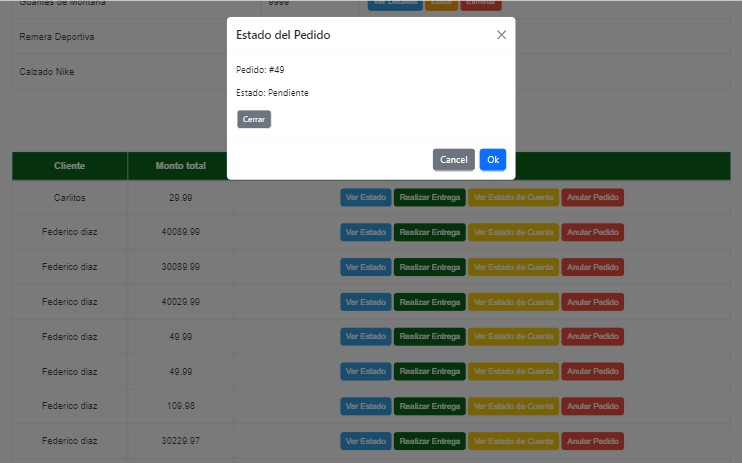 Guantes de Montana 9999 Ver Detalles Editar Eliminar
Estado del Pedido
Remera Deportiva
Pedido: #49
Calzado Nike
Estado: Pendiente
Cerrar
Cancel Ok
Cliente Monto total
Carlitos 29.99 Ver Estado Realizar Entrega Ver Estado de Cuenta Anular Pedido
Federico diaz 40089.99 Ver Estado Realizar Entrega Ver Estado de Cuenta Anular Pedido
Federico diaz 30089.99 Ver Estado Realizar Entrega Ver Estado de Cuenta Anular Pedido
Federico diaz 40029.99 Ver Estado Realizar Entrega Ver Estado de Cuenta Anular Pedido
Federico diaz 49.99 Ver Estado Realizar Entrega Ver Estado de Cuenta Anular Pedido
Federico diaz 49.99 Ver Estado Realizar Entrega Ver Estado de Cuenta Anular Pedido
Federico diaz 109.98 Ver Estado Realizar Entrega Ver Estado de Cuenta Anular Pedido
Federico diaz 30229.97 Ver Estado Realizar Entrega Ver Estado de Cuenta Anular Pedido